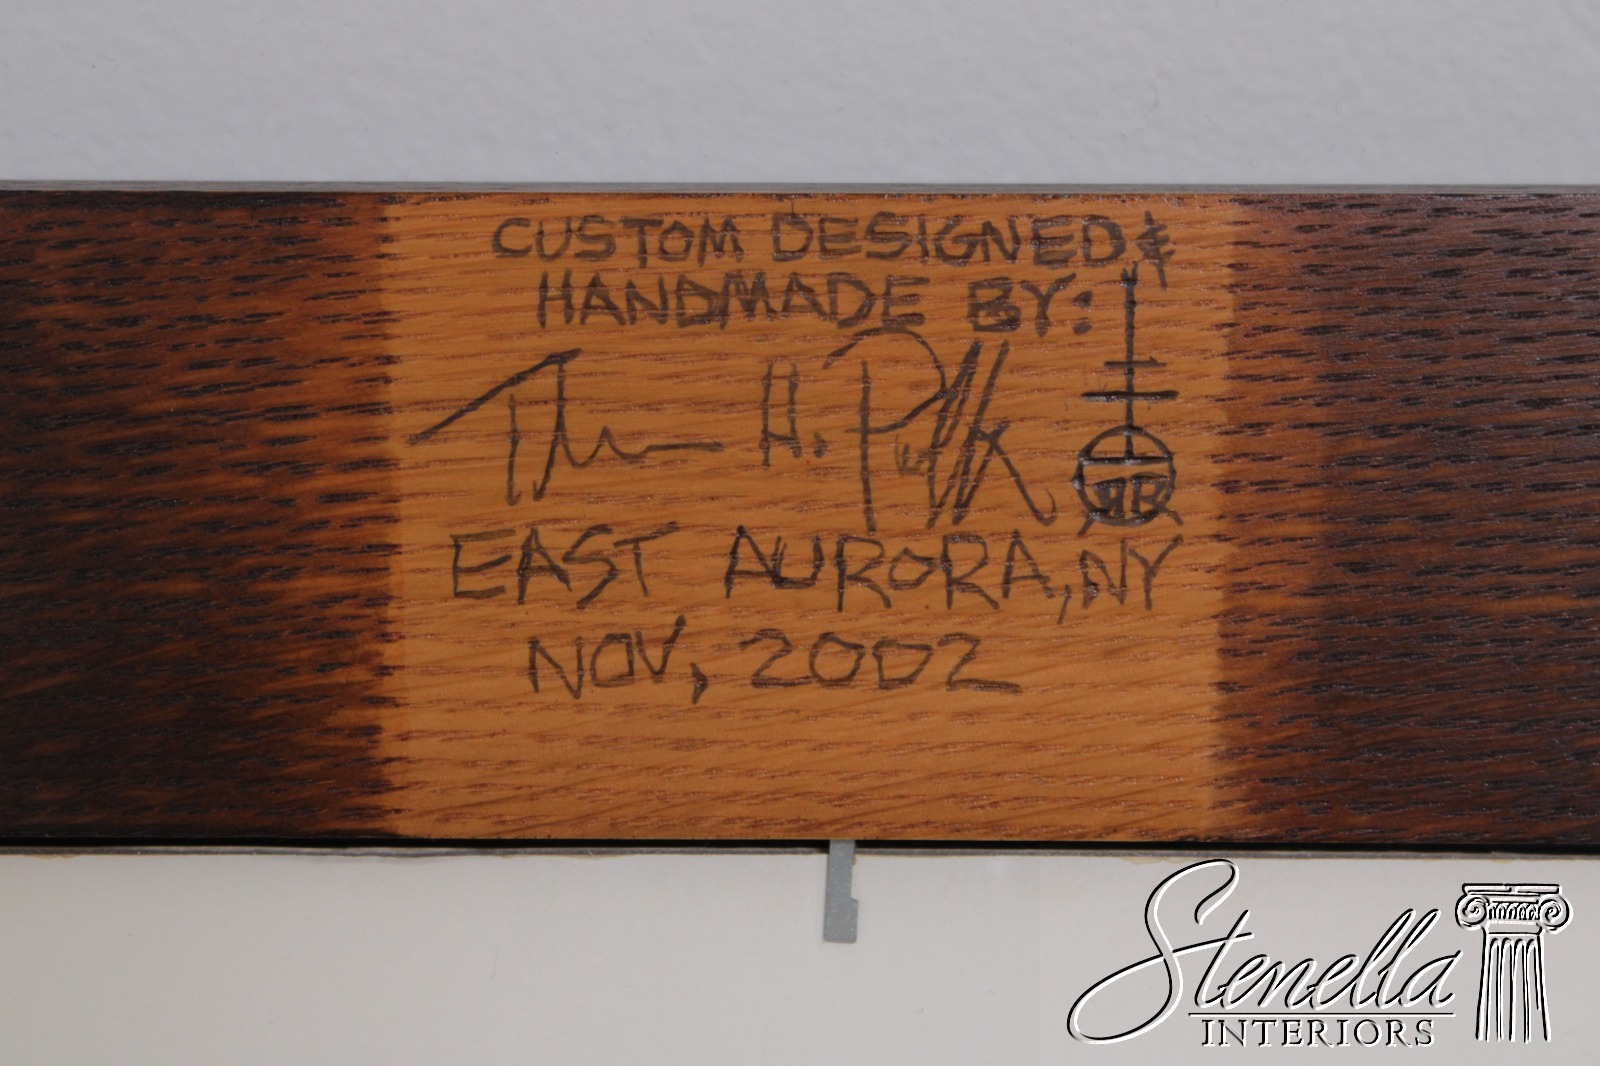 CUSTOM DESIGNED &
HANDMADE BY:
EAST AURORA, NY
NOV, 2002
Stenella
INTERIORS